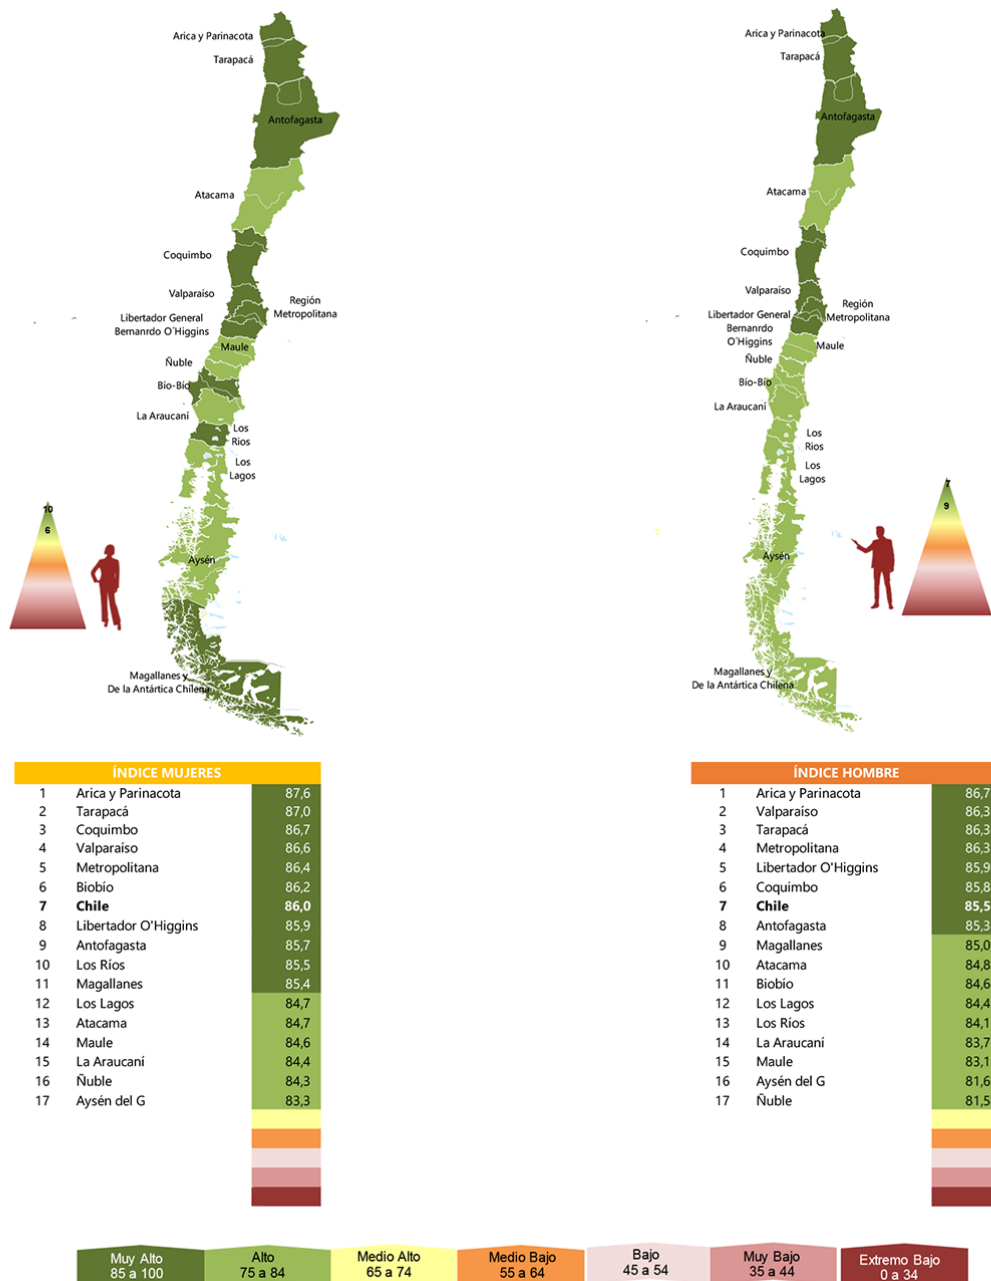 Arica y Parinacota
Tarapacá
Antofagasta
Atacama
Coquimbo
Valparaíso
Región
Metropolitana
Libertador General
Bernanrdo O´Higgins
Maule
Ñuble
Bío-Bío
La Araucaní
Los
Rios
Los
Lagos
10
6
Aysén
Magallanes y
De la Antártica Chilena
Arica y Parinacota
Tarapacá
Antofagasta
Atacama
Coquimbo
Valparaíso
Región
Metropolitana
Libertador General
Bernanrdo
O´Higgins
Maule
Ñuble
Bío-Bío
La Araucaní
Los
Rios
Los
Lagos
7
9
Aysén
Magallanes y
De la Antártica Chilena
ÍNDICE MUJERES
1 Arica y Parinacota 87,6
2 Tarapacá 87,0
3 Coquimbo 86,7
4 Valparaíso 86,6
5 Metropolitana 86,4
6 Biobío 86,2
7 Chile 86,0
8 Libertador O'Higgins 85,9
9 Antofagasta 85,7
10 Los Ríos 85,5
11 Magallanes 85,4
12 Los Lagos 84,7
13 Atacama 84,7
14 Maule 84,6
15 La Araucaní 84,4
16 Ñuble 84,3
17 Aysén del G 83,3
ÍNDICE HOMBRE
1 Arica y Parinacota 86,7
2 Valparaíso 86,3
3 Tarapacá 86,3
4 Metropolitana 86,3
5 Libertador O'Higgins 85,9
6 Coquimbo 85,8
7 Chile 85,5
8 Antofagasta 85,3
9 Magallanes 85,0
10 Atacama 84,8
11 Biobío 84,6
12 Los Lagos 84,4
13 Los Ríos 84,1
14 La Araucaní 83,7
15 Maule 83,1
16 Aysén del G 81,6
17 Ñuble 81,5
Muy Alto
85 a 100
Alto
75 a 84
Medio Alto
65 a 74
Medio Bajo
55 a 64
Bajo
45 a 54
Muy Bajo
35 a 44
Extremo Bajo
0 a 34